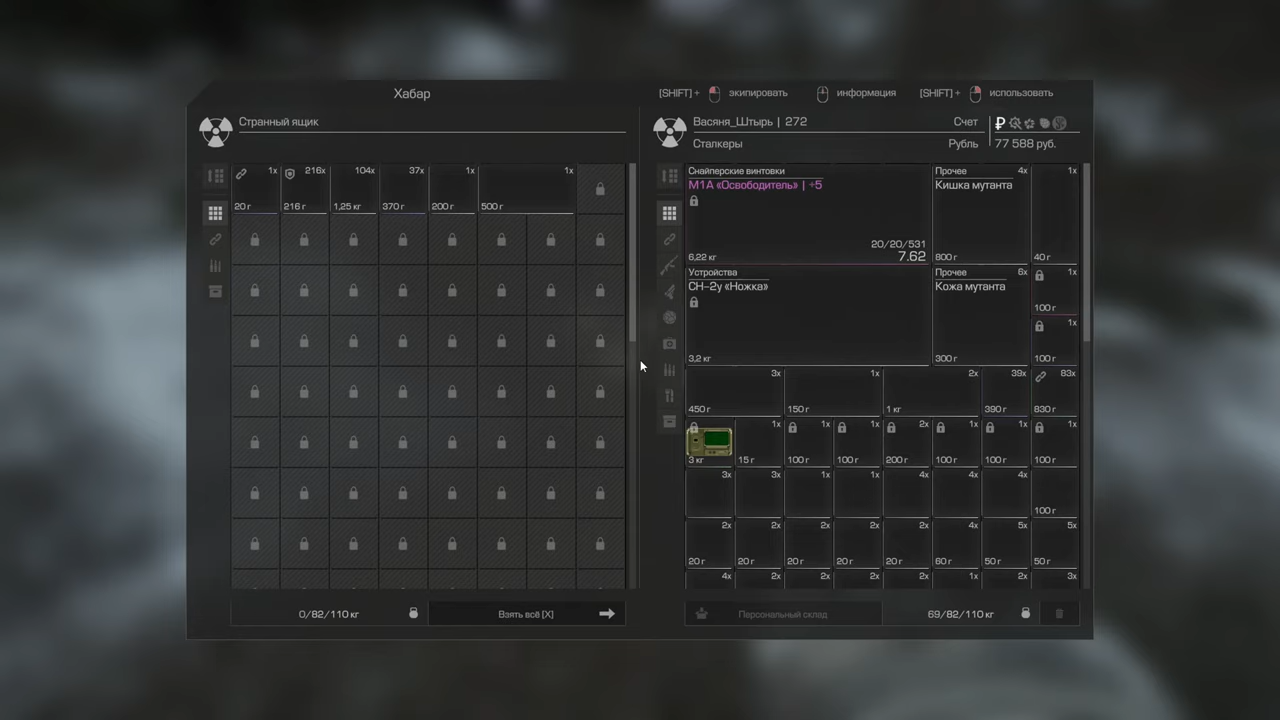 Хабар
[SHIFT] + экипировать информация [SHIFT] + использовать
Странный ящик
Васяня_Штырь | 272 Счет
Сталкеры Рубль 77 588 руб.
1x 216x 104x 37x 1x 1x
20 г 216 г 1,25 кг 370 г 200 г 500 г
Снайперские винтовки Прочее 4x 1x
М1А «Освободитель» | +5 Кишка мутанта
20/20/531
6,22 кг 7.62 800 г 40 г
Устройства Прочее 6x 1x
СН-2у «Ножка» Кожа мутанта
100 г
1x
3,2 кг 300 г 100 г
3x 1x 2x 39x 83x
450 г 150 г 1 кг 390 г 830 г
1x 1x 1x 2x 1x 1x 1x
3 кг 15 г 100 г 100 г 200 г 100 г 100 г 100 г
3x 3x 1x 1x 4x 4x 4x
100 г
2x 2x 2x 2x 4x 5x 5x
20 г 20 г 20 г 20 г 60 г 50 г 50 г
4x 2x 2x 2x 1x 2x 3x
0/82/110 кг Взять всё [X] Персональный склад 69/82/110 кг